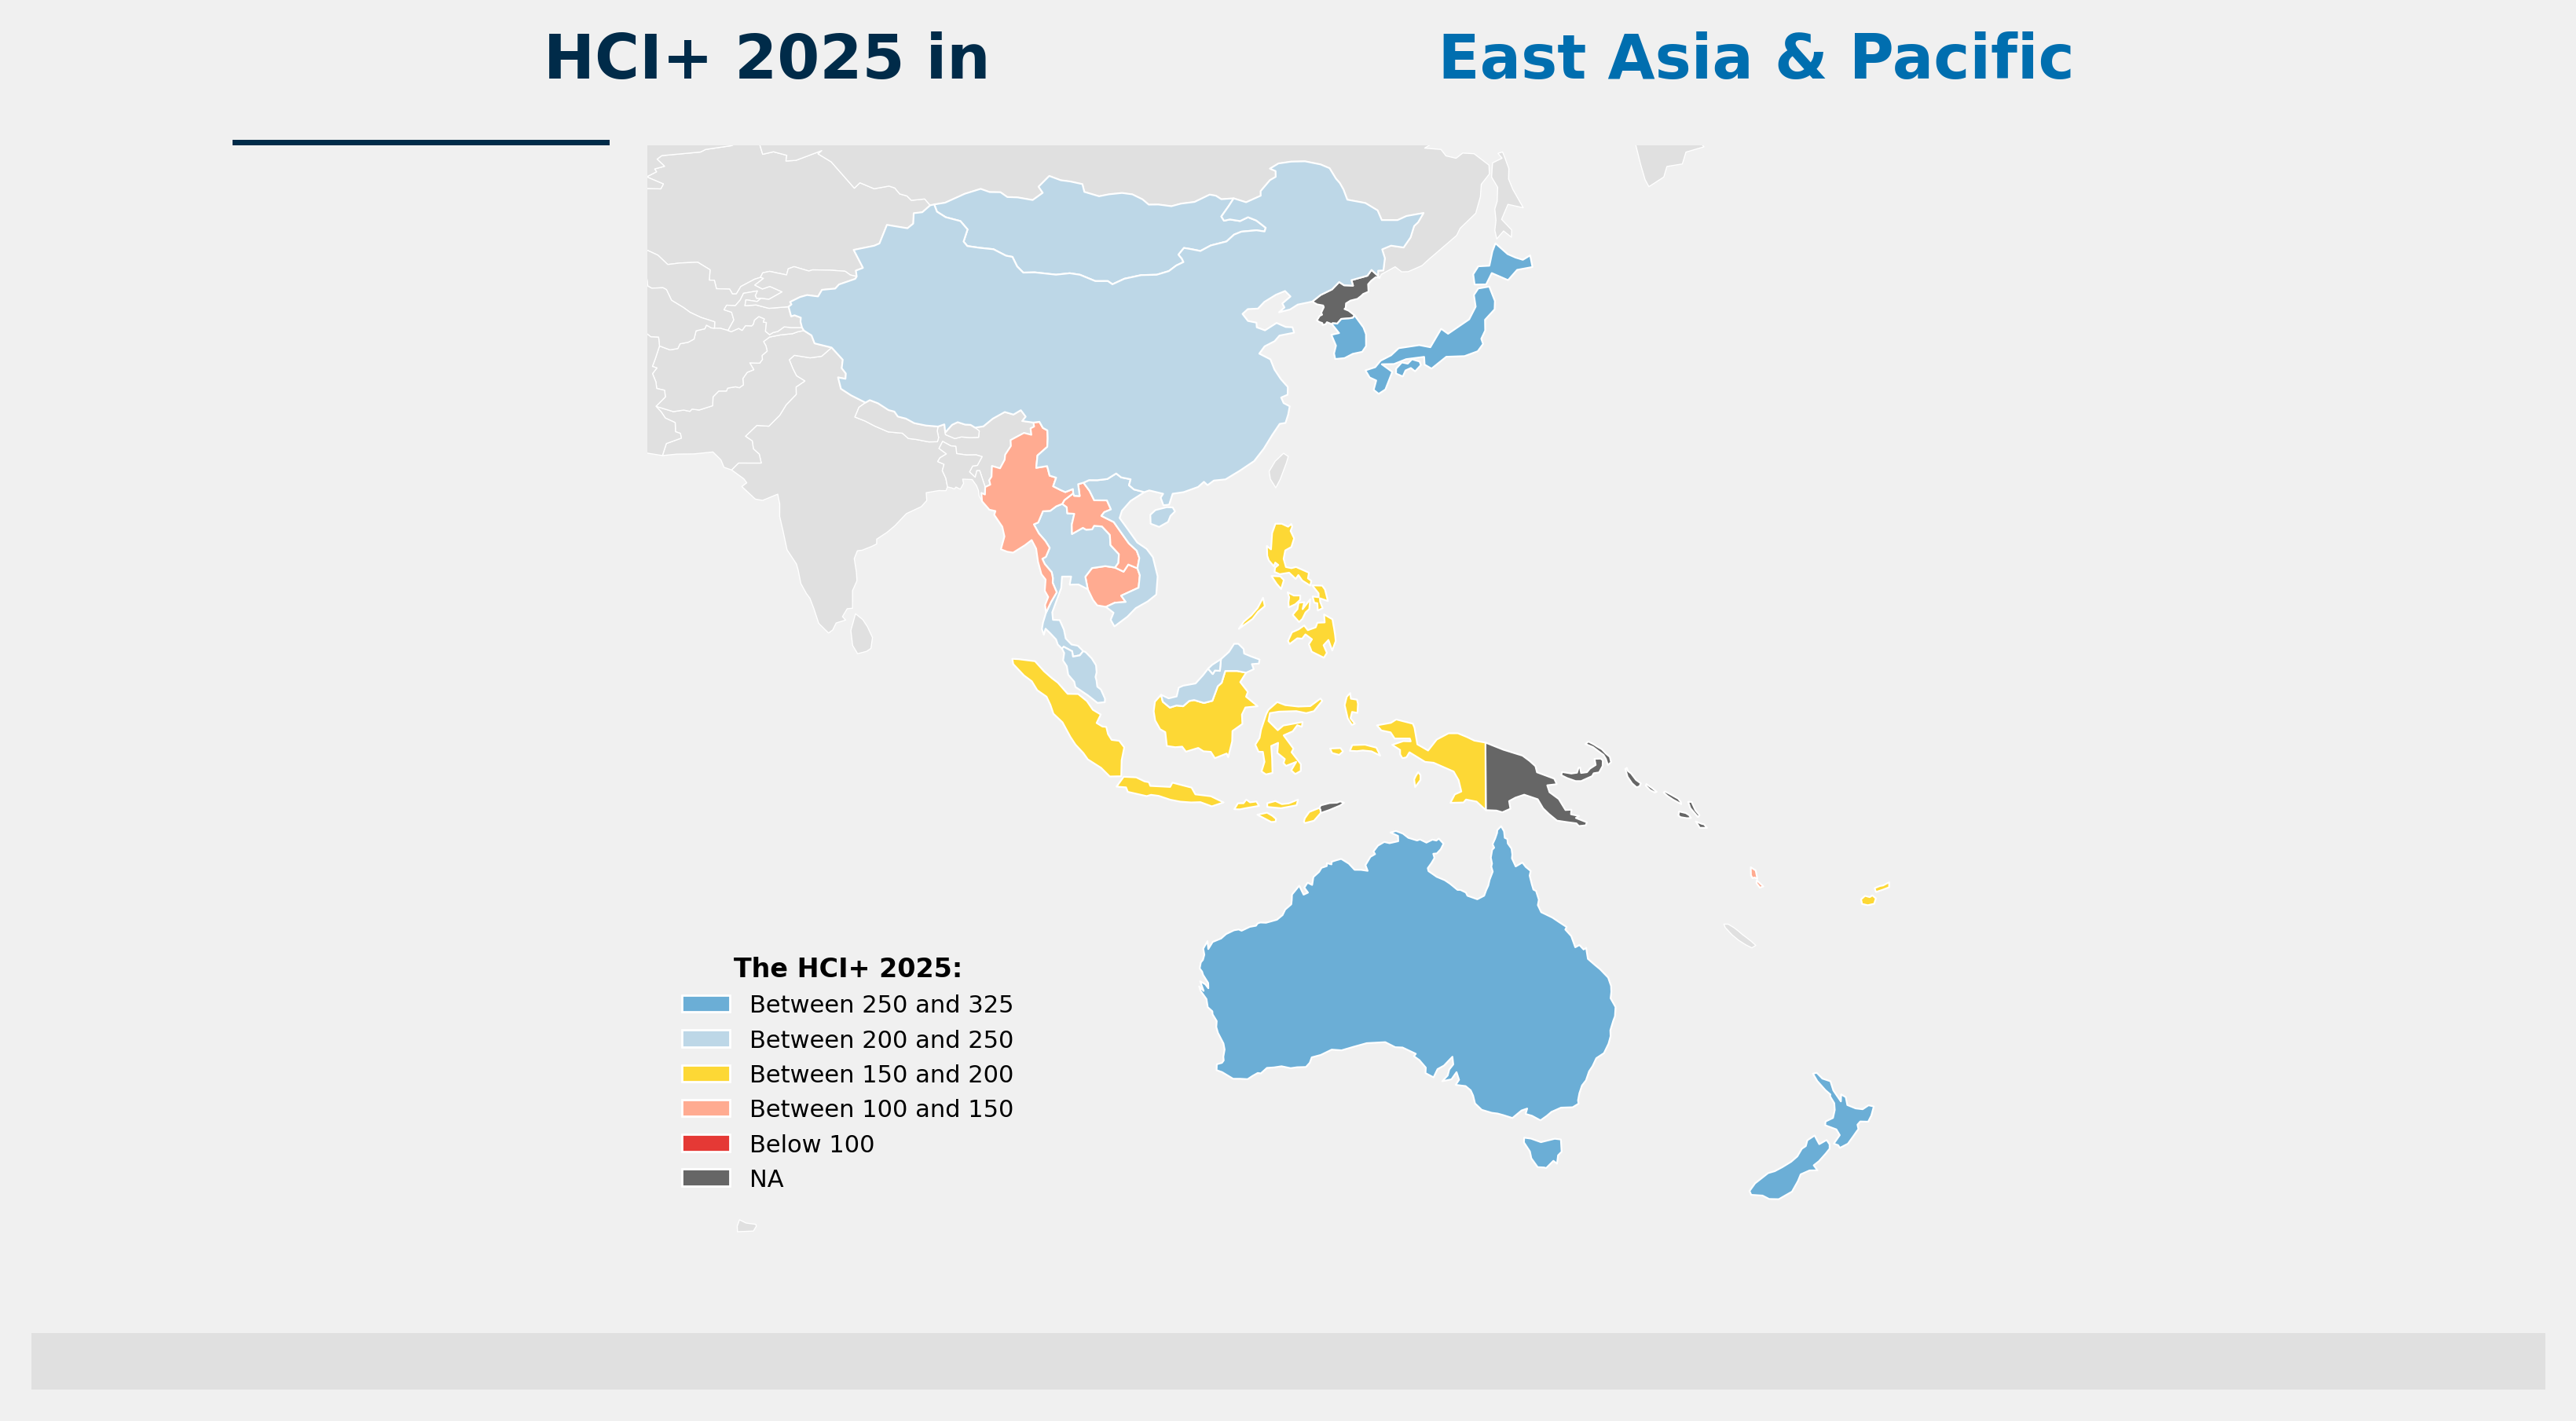 HCI+ 2025 in East Asia & Pacific
The HCI+ 2025:
Between 250 and 325
Between 200 and 250
Between 150 and 200
Between 100 and 150
Below 100
NA